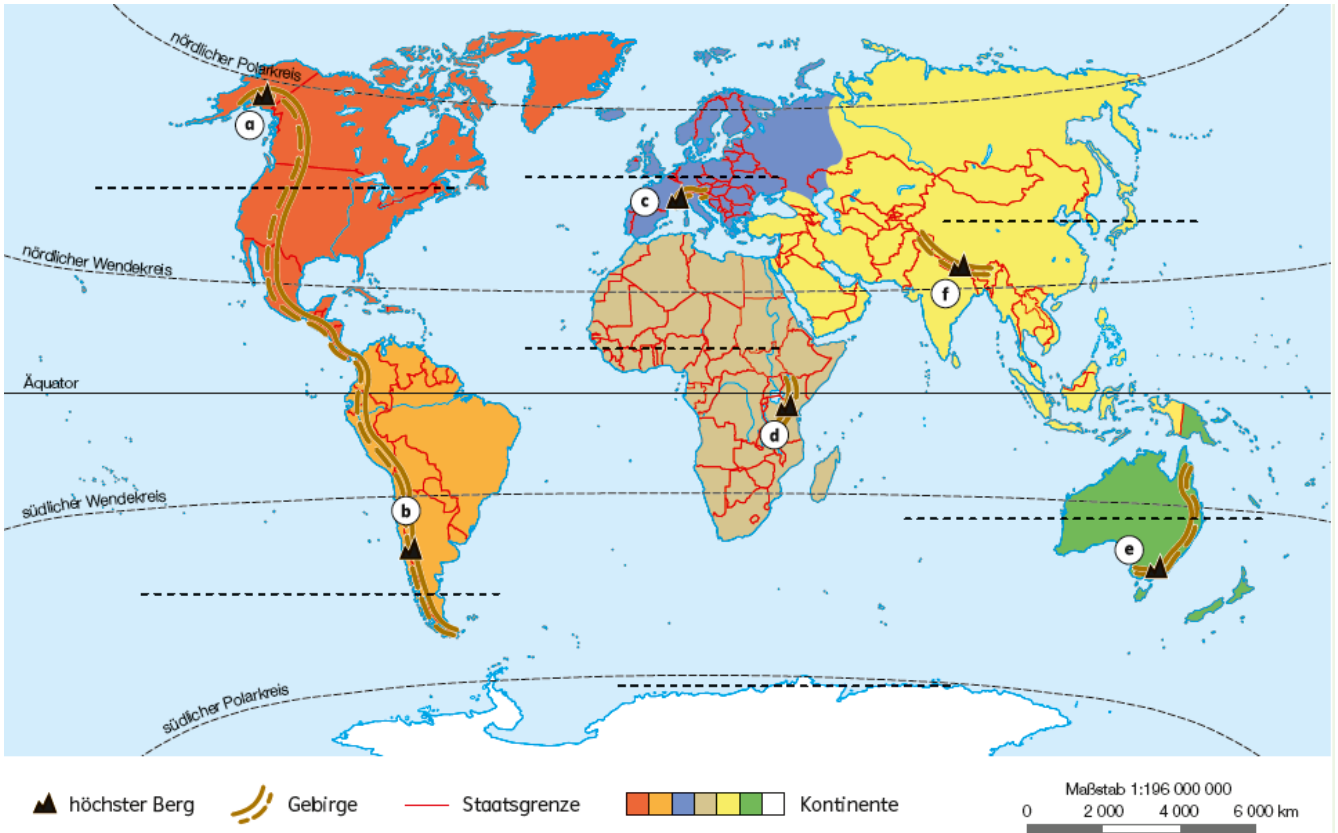 nördlicher Polarkreis
a
c
nördlicher Wendekreis
f
Äquator
d
südlicher Wendekreis
b
e
südlicher Polarkreis
höchster Berg
Gebirge
Staatsgrenze
Kontinente
Maßstab 1:196 000 000
0 2 000 4 000 6 000 km